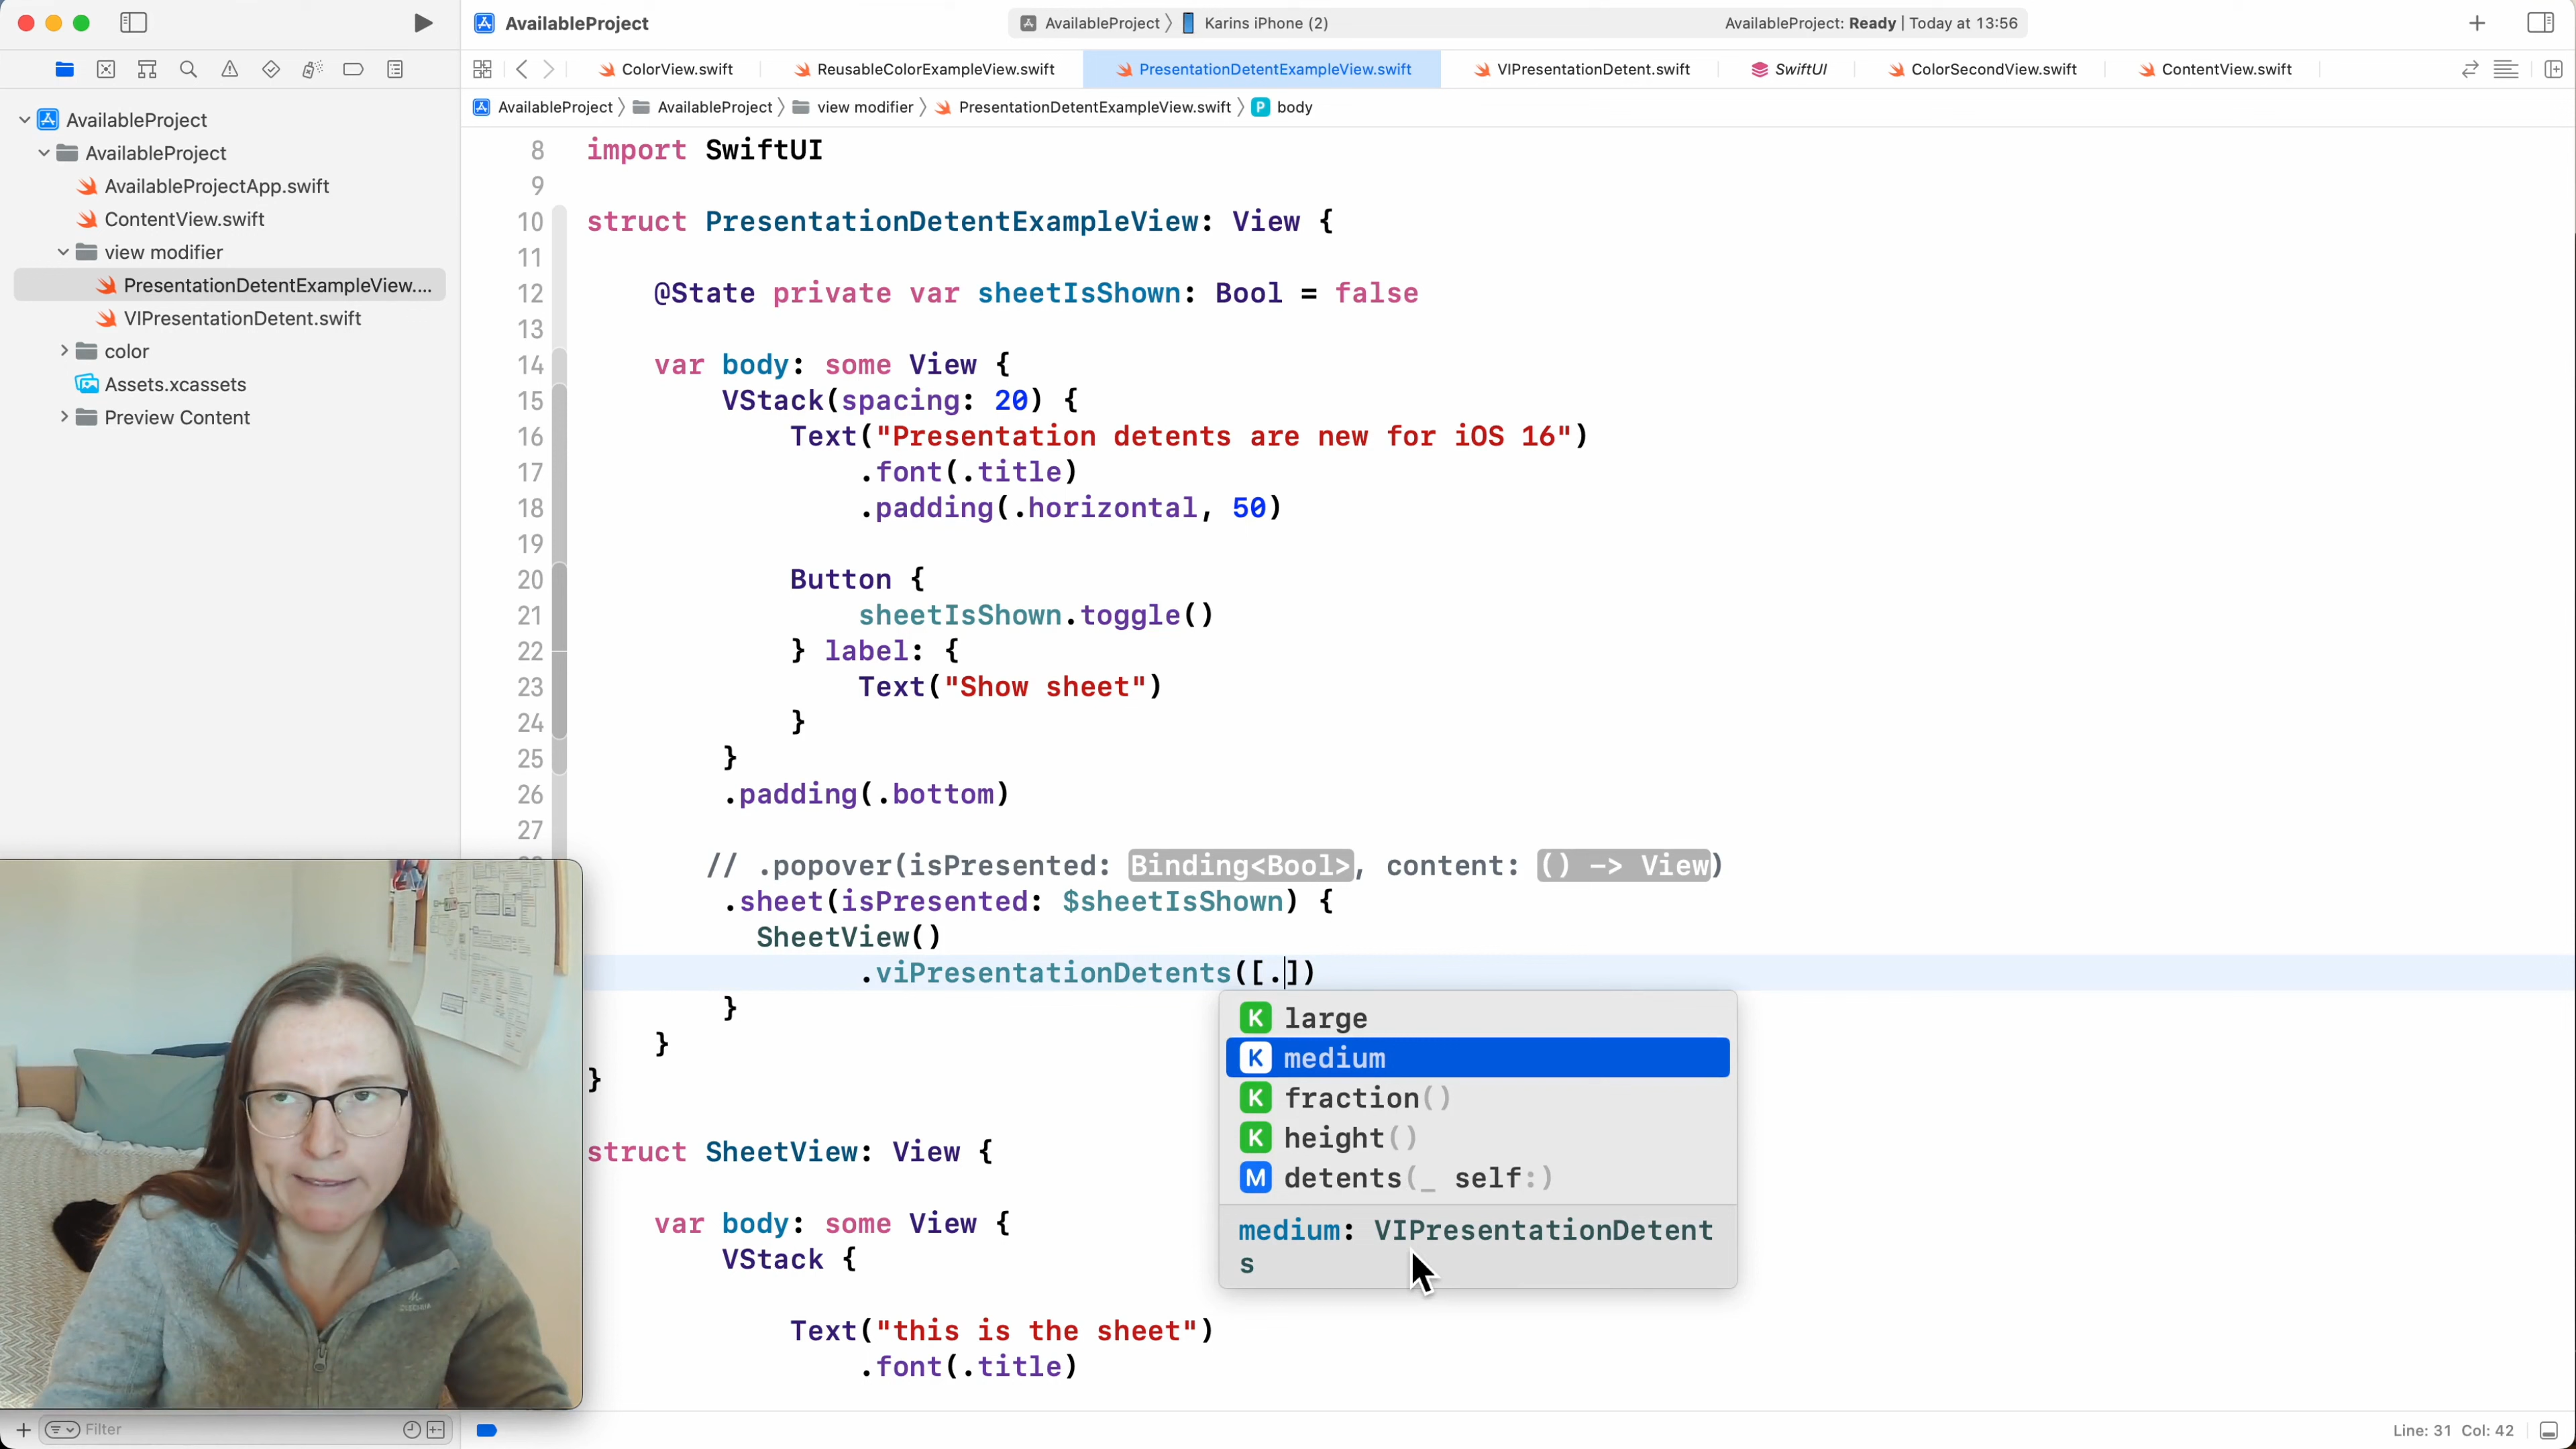 AvailableProject
AvailableProject 〉 Karins iPhone (2)
AvailableProject: Ready | Today at 13:56
ColorView.swift
ReusableColorExampleView.swift
PresentationDetentExampleView.swift
VIPresentationDetent.swift
SwiftUI
ColorSecondView.swift
ContentView.swift
AvailableProject 〉 AvailableProject 〉 view modifier 〉 PresentationDetentExampleView.swift 〉 P body
AvailableProject
AvailableProject
AvailableProjectApp.swift
ContentView.swift
view modifier
PresentationDetentExampleView....
VIPresentationDetent.swift
color
Assets.xcassets
Preview Content
8 import SwiftUI
9
10 struct PresentationDetentExampleView: View {
11
12 @State private var sheetIsShown: Bool = false
13
14 var body: some View {
15 VStack(spacing: 20) {
16 Text("Presentation detents are new for iOS 16")
17 .font(.title)
18 .padding(.horizontal, 50)
19
20 Button {
21 sheetIsShown.toggle()
22 } label: {
23 Text("Show sheet")
24 }
25 }
26 .padding(.bottom)
27
// .popover(isPresented: Binding<Bool>, content: () -> View)
.sheet(isPresented: $sheetIsShown) {
SheetView()
.viPresentationDetents([.])
}
}
}
K large
K medium
K fraction()
K height()
M detents(_ self:)
medium: VIPresentationDetent
s
struct SheetView: View {
var body: some View {
VStack {
Text("this is the sheet")
.font(.title)
Filter
Line: 31 Col: 42